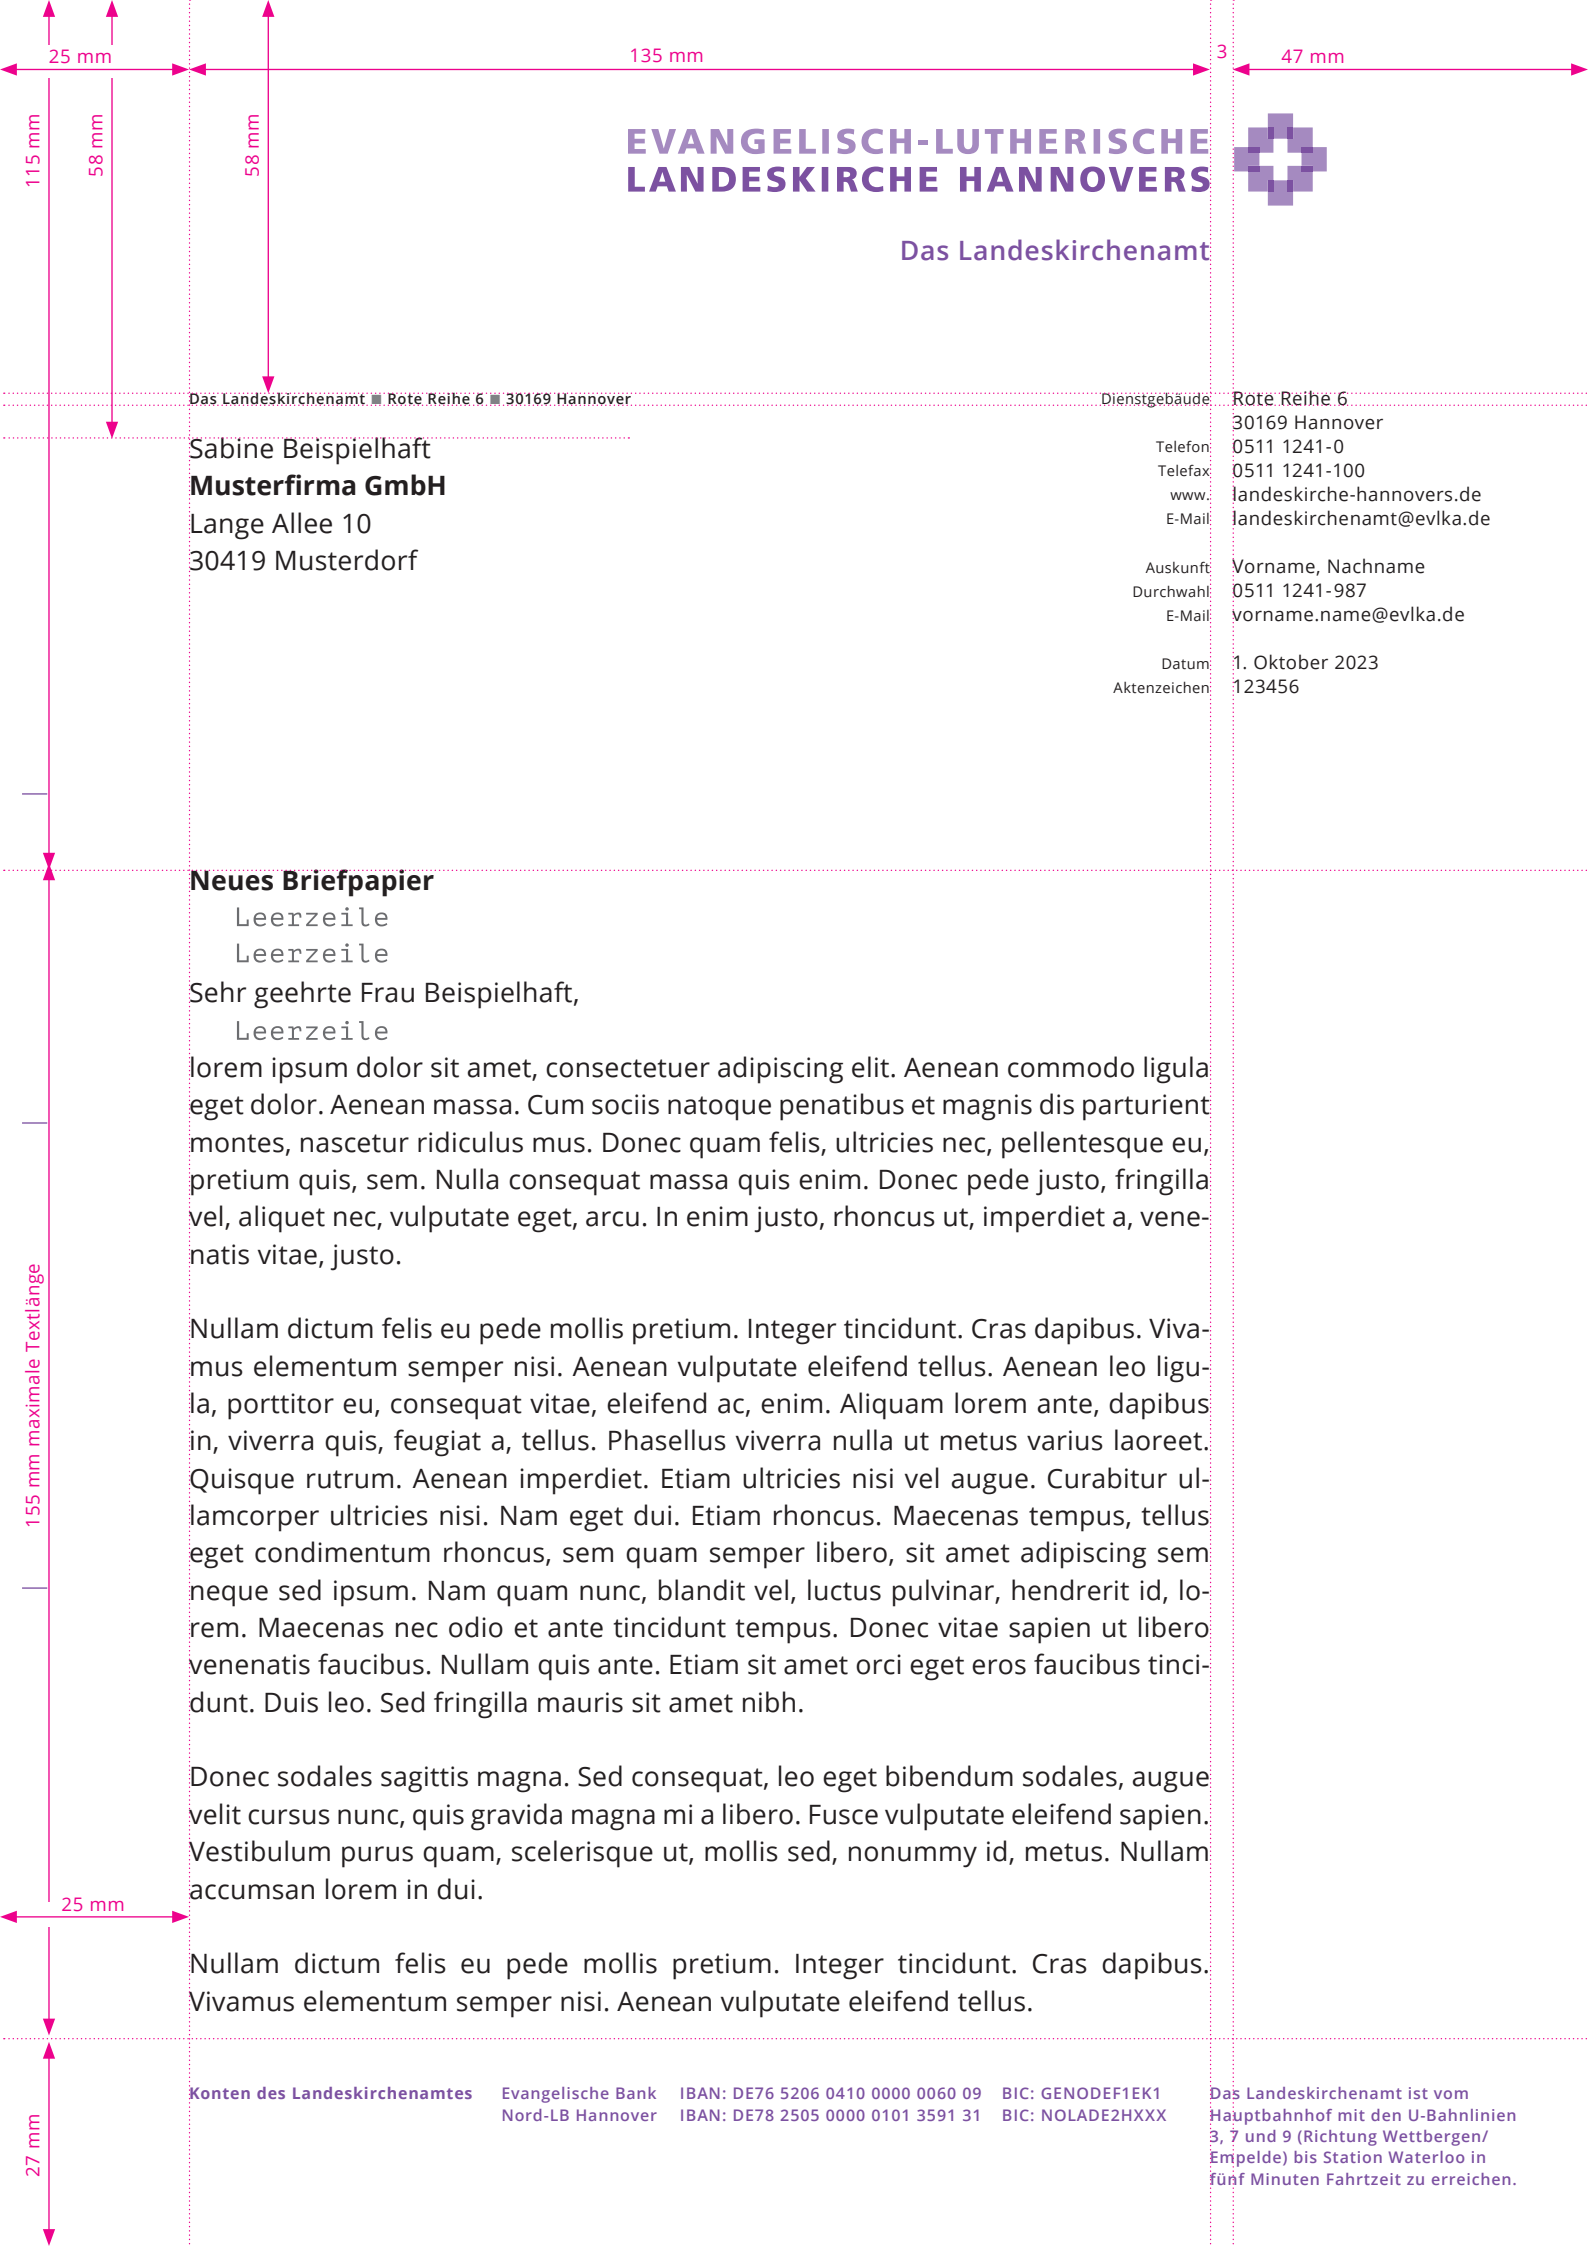 25 mm
135 mm
3
47 mm
115 mm
58 mm
58 mm
EVANGELISCH-LUTHERISCHE
LANDESKIRCHE HANNOVERS
Das Landeskirchenamt
Das Landeskirchenamt ■ Rote Reihe 6 ■ 30169 Hannover
Sabine Beispielhaft
Musterfirma GmbH
Lange Allee 10
30419 Musterdorf
Dienstgebäude Rote Reihe 6
30169 Hannover
Telefon 0511 1241-0
Telefax 0511 1241-100
www. landeskirche-hannovers.de
E-Mail landeskirchenamt@evlka.de
Auskunft Vorname, Nachname
Durchwahl 0511 1241-987
E-Mail vorname.name@evlka.de
Datum 1. Oktober 2023
Aktenzeichen 123456
Neues Briefpapier
Leerzeile
Leerzeile
Sehr geehrte Frau Beispielhaft,
Leerzeile
lorem ipsum dolor sit amet, consectetuer adipiscing elit. Aenean commodo ligula
eget dolor. Aenean massa. Cum sociis natoque penatibus et magnis dis parturient
montes, nascetur ridiculus mus. Donec quam felis, ultricies nec, pellentesque eu,
pretium quis, sem. Nulla consequat massa quis enim. Donec pede justo, fringilla
vel, aliquet nec, vulputate eget, arcu. In enim justo, rhoncus ut, imperdiet a, vene-
natis vitae, justo.
155 mm maximale Textlänge
Nullam dictum felis eu pede mollis pretium. Integer tincidunt. Cras dapibus. Viva-
mus elementum semper nisi. Aenean vulputate eleifend tellus. Aenean leo ligu-
la, porttitor eu, consequat vitae, eleifend ac, enim. Aliquam lorem ante, dapibus
in, viverra quis, feugiat a, tellus. Phasellus viverra nulla ut metus varius laoreet.
Quisque rutrum. Aenean imperdiet. Etiam ultricies nisi vel augue. Curabitur ul-
lamcorper ultricies nisi. Nam eget dui. Etiam rhoncus. Maecenas tempus, tellus
eget condimentum rhoncus, sem quam semper libero, sit amet adipiscing sem
neque sed ipsum. Nam quam nunc, blandit vel, luctus pulvinar, hendrerit id, lo-
rem. Maecenas nec odio et ante tincidunt tempus. Donec vitae sapien ut libero
venenatis faucibus. Nullam quis ante. Etiam sit amet orci eget eros faucibus tinci-
dunt. Duis leo. Sed fringilla mauris sit amet nibh.
Donec sodales sagittis magna. Sed consequat, leo eget bibendum sodales, augue
velit cursus nunc, quis gravida magna mi a libero. Fusce vulputate eleifend sapien.
Vestibulum purus quam, scelerisque ut, mollis sed, nonummy id, metus. Nullam
accumsan lorem in dui.
25 mm
Nullam dictum felis eu pede mollis pretium. Integer tincidunt. Cras dapibus.
Vivamus elementum semper nisi. Aenean vulputate eleifend tellus.
27 mm
Konten des Landeskirchenamtes Evangelische Bank IBAN: DE76 5206 0410 0000 0060 09 BIC: GENODEF1EK1
Nord-LB Hannover IBAN: DE78 2505 0000 0101 3591 31 BIC: NOLADE2HXXX
Das Landeskirchenamt ist vom
Hauptbahnhof mit den U-Bahnlinien
3, 7 und 9 (Richtung Wettbergen/
Empelde) bis Station Waterloo in
fünf Minuten Fahrtzeit zu erreichen.